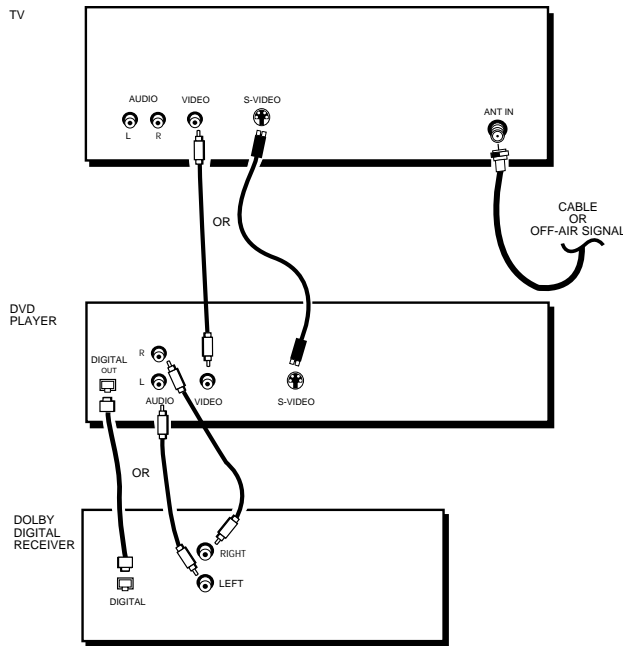 TV
AUDIO
VIDEO
S-VIDEO
ANT IN
L
R
OR
CABLE
OR
OFF-AIR SIGNAL
DVD
PLAYER
DIGITAL
OUT
R
L
AUDIO
VIDEO
S-VIDEO
OR
DOLBY
DIGITAL
RECEIVER
RIGHT
LEFT
DIGITAL